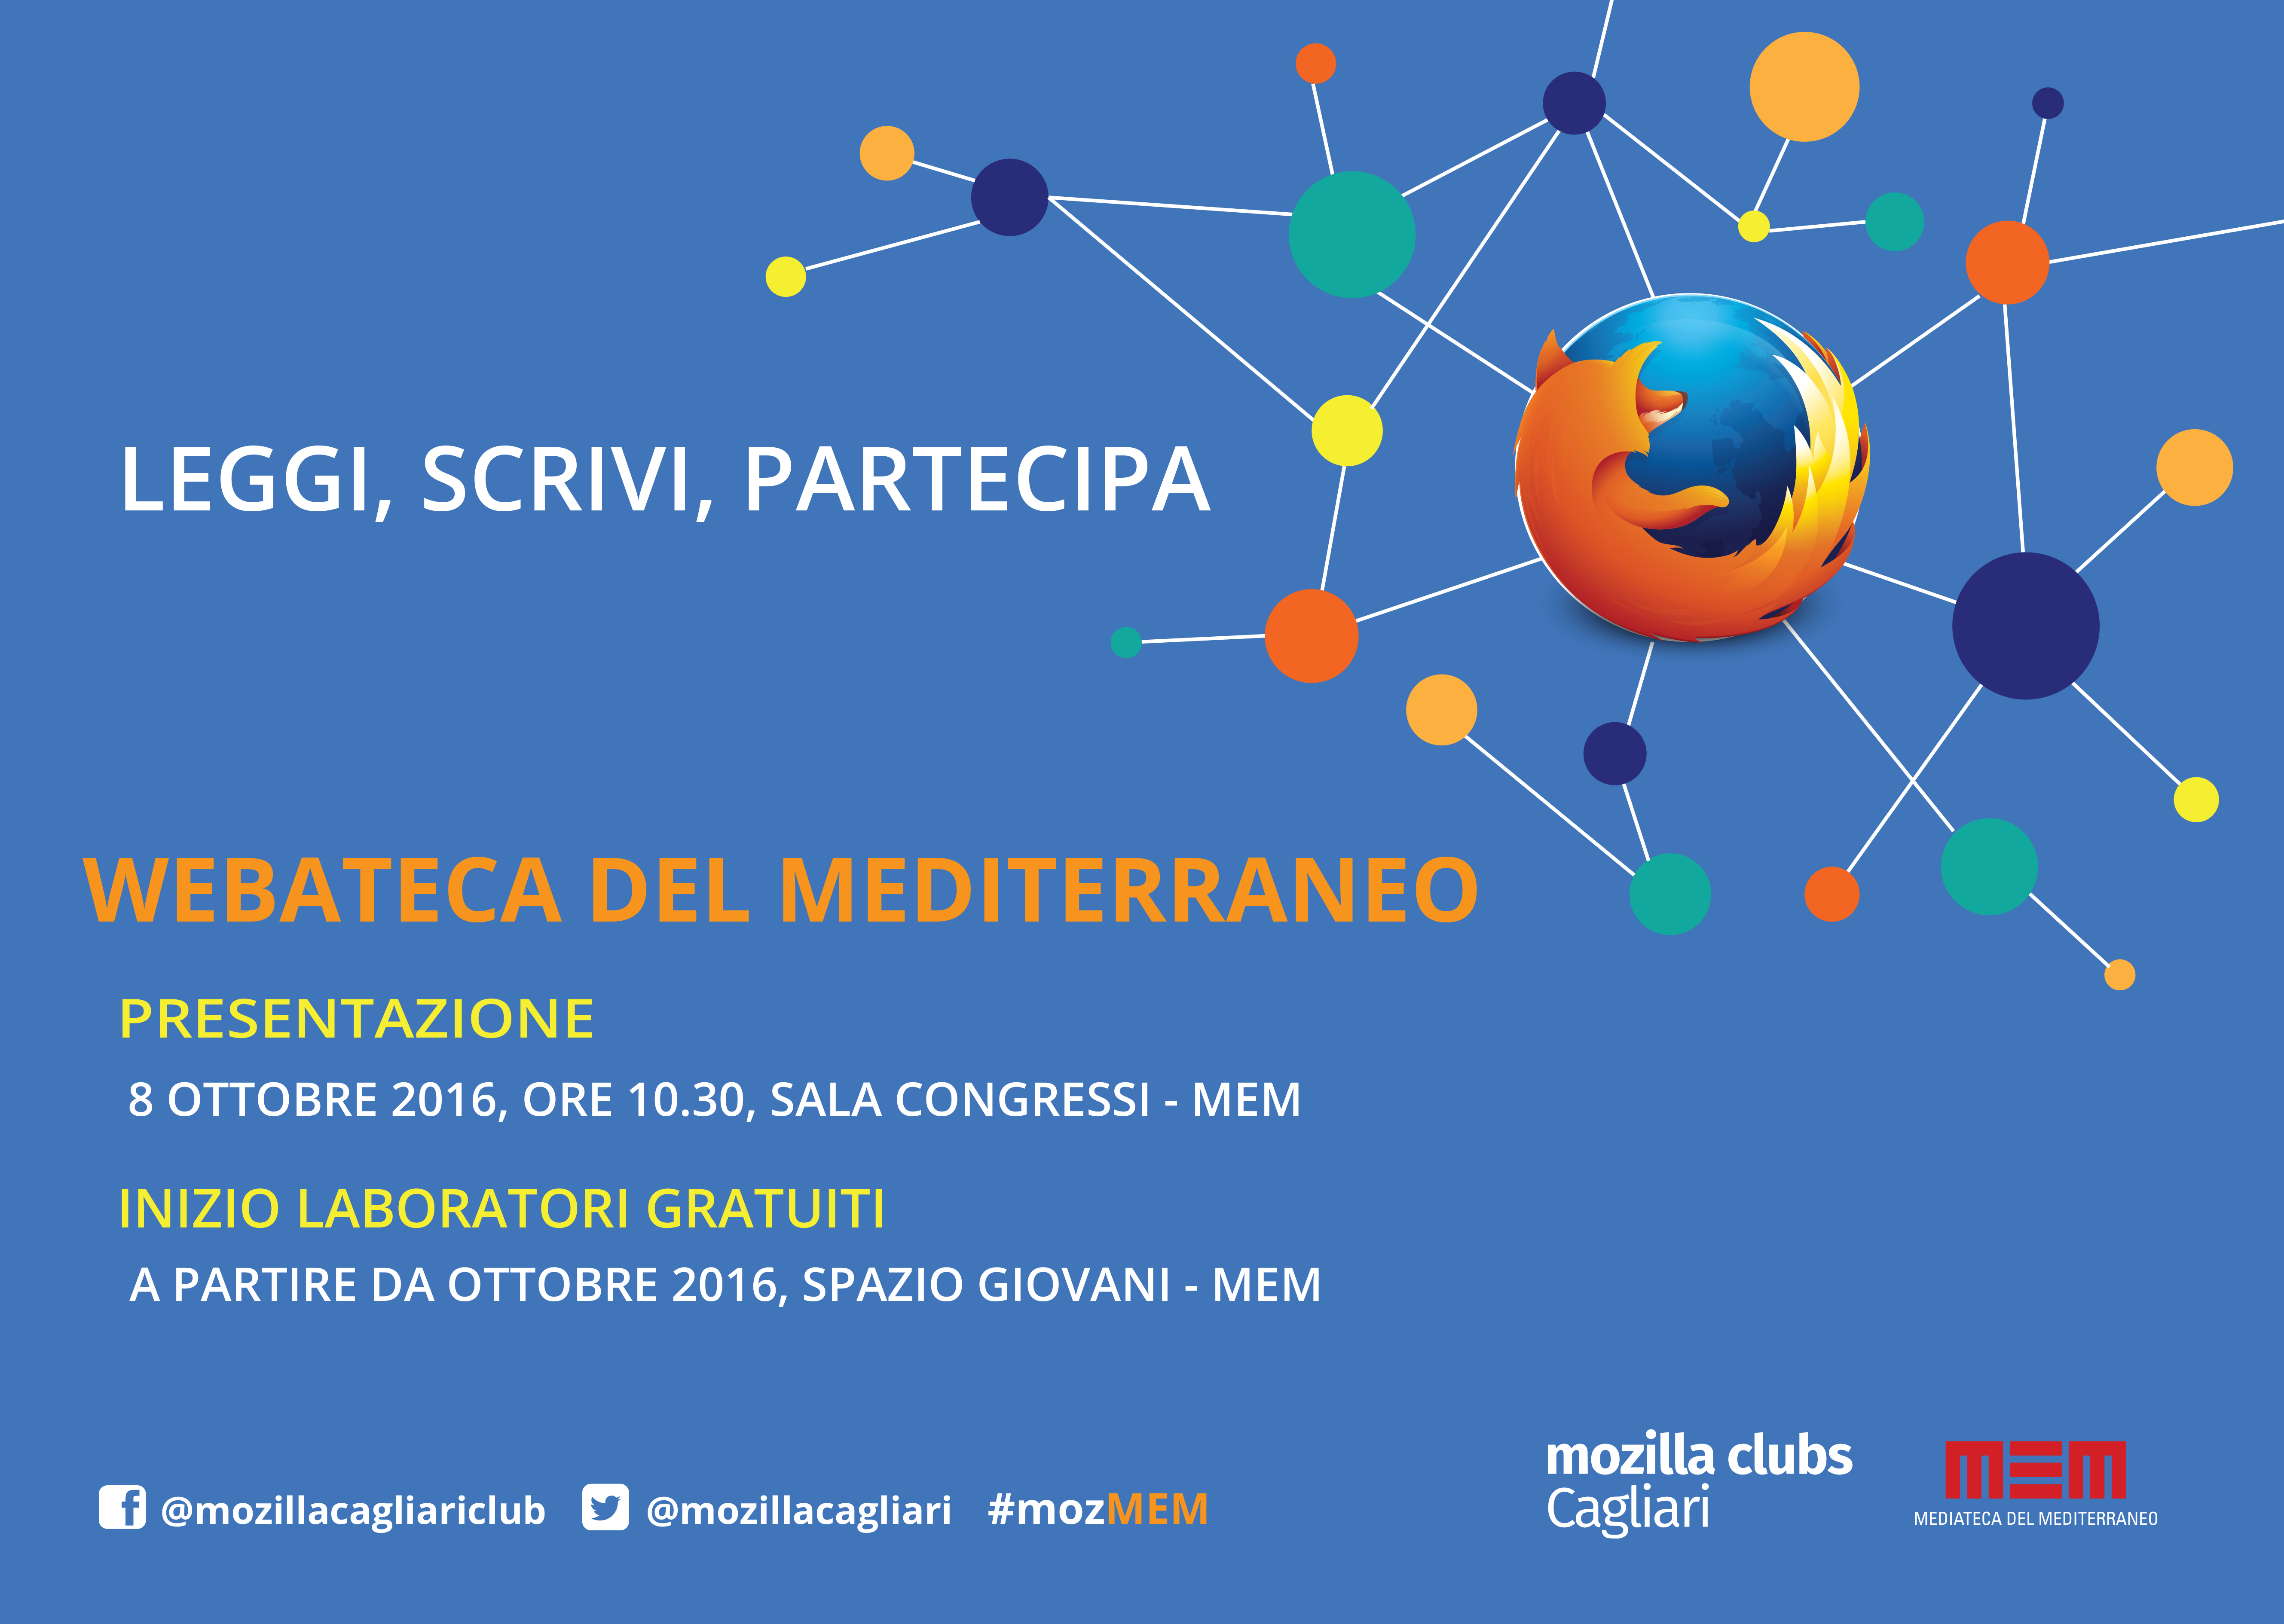 LEGGI, SCRIVI, PARTECIPA
WEBATECA DEL MEDITERRANEO
PRESENTAZIONE
8 OTTOBRE 2016, ORE 10.30, SALA CONGRESSI - MEM
INIZIO LABORATORI GRATUITI
A PARTIRE DA OTTOBRE 2016, SPAZIO GIOVANI - MEM
@mozillacagliariclub @mozillacagliari #mozMEM
mozilla clubs
Cagliari
MEM
MEDIATECA DEL MEDITERRANEO